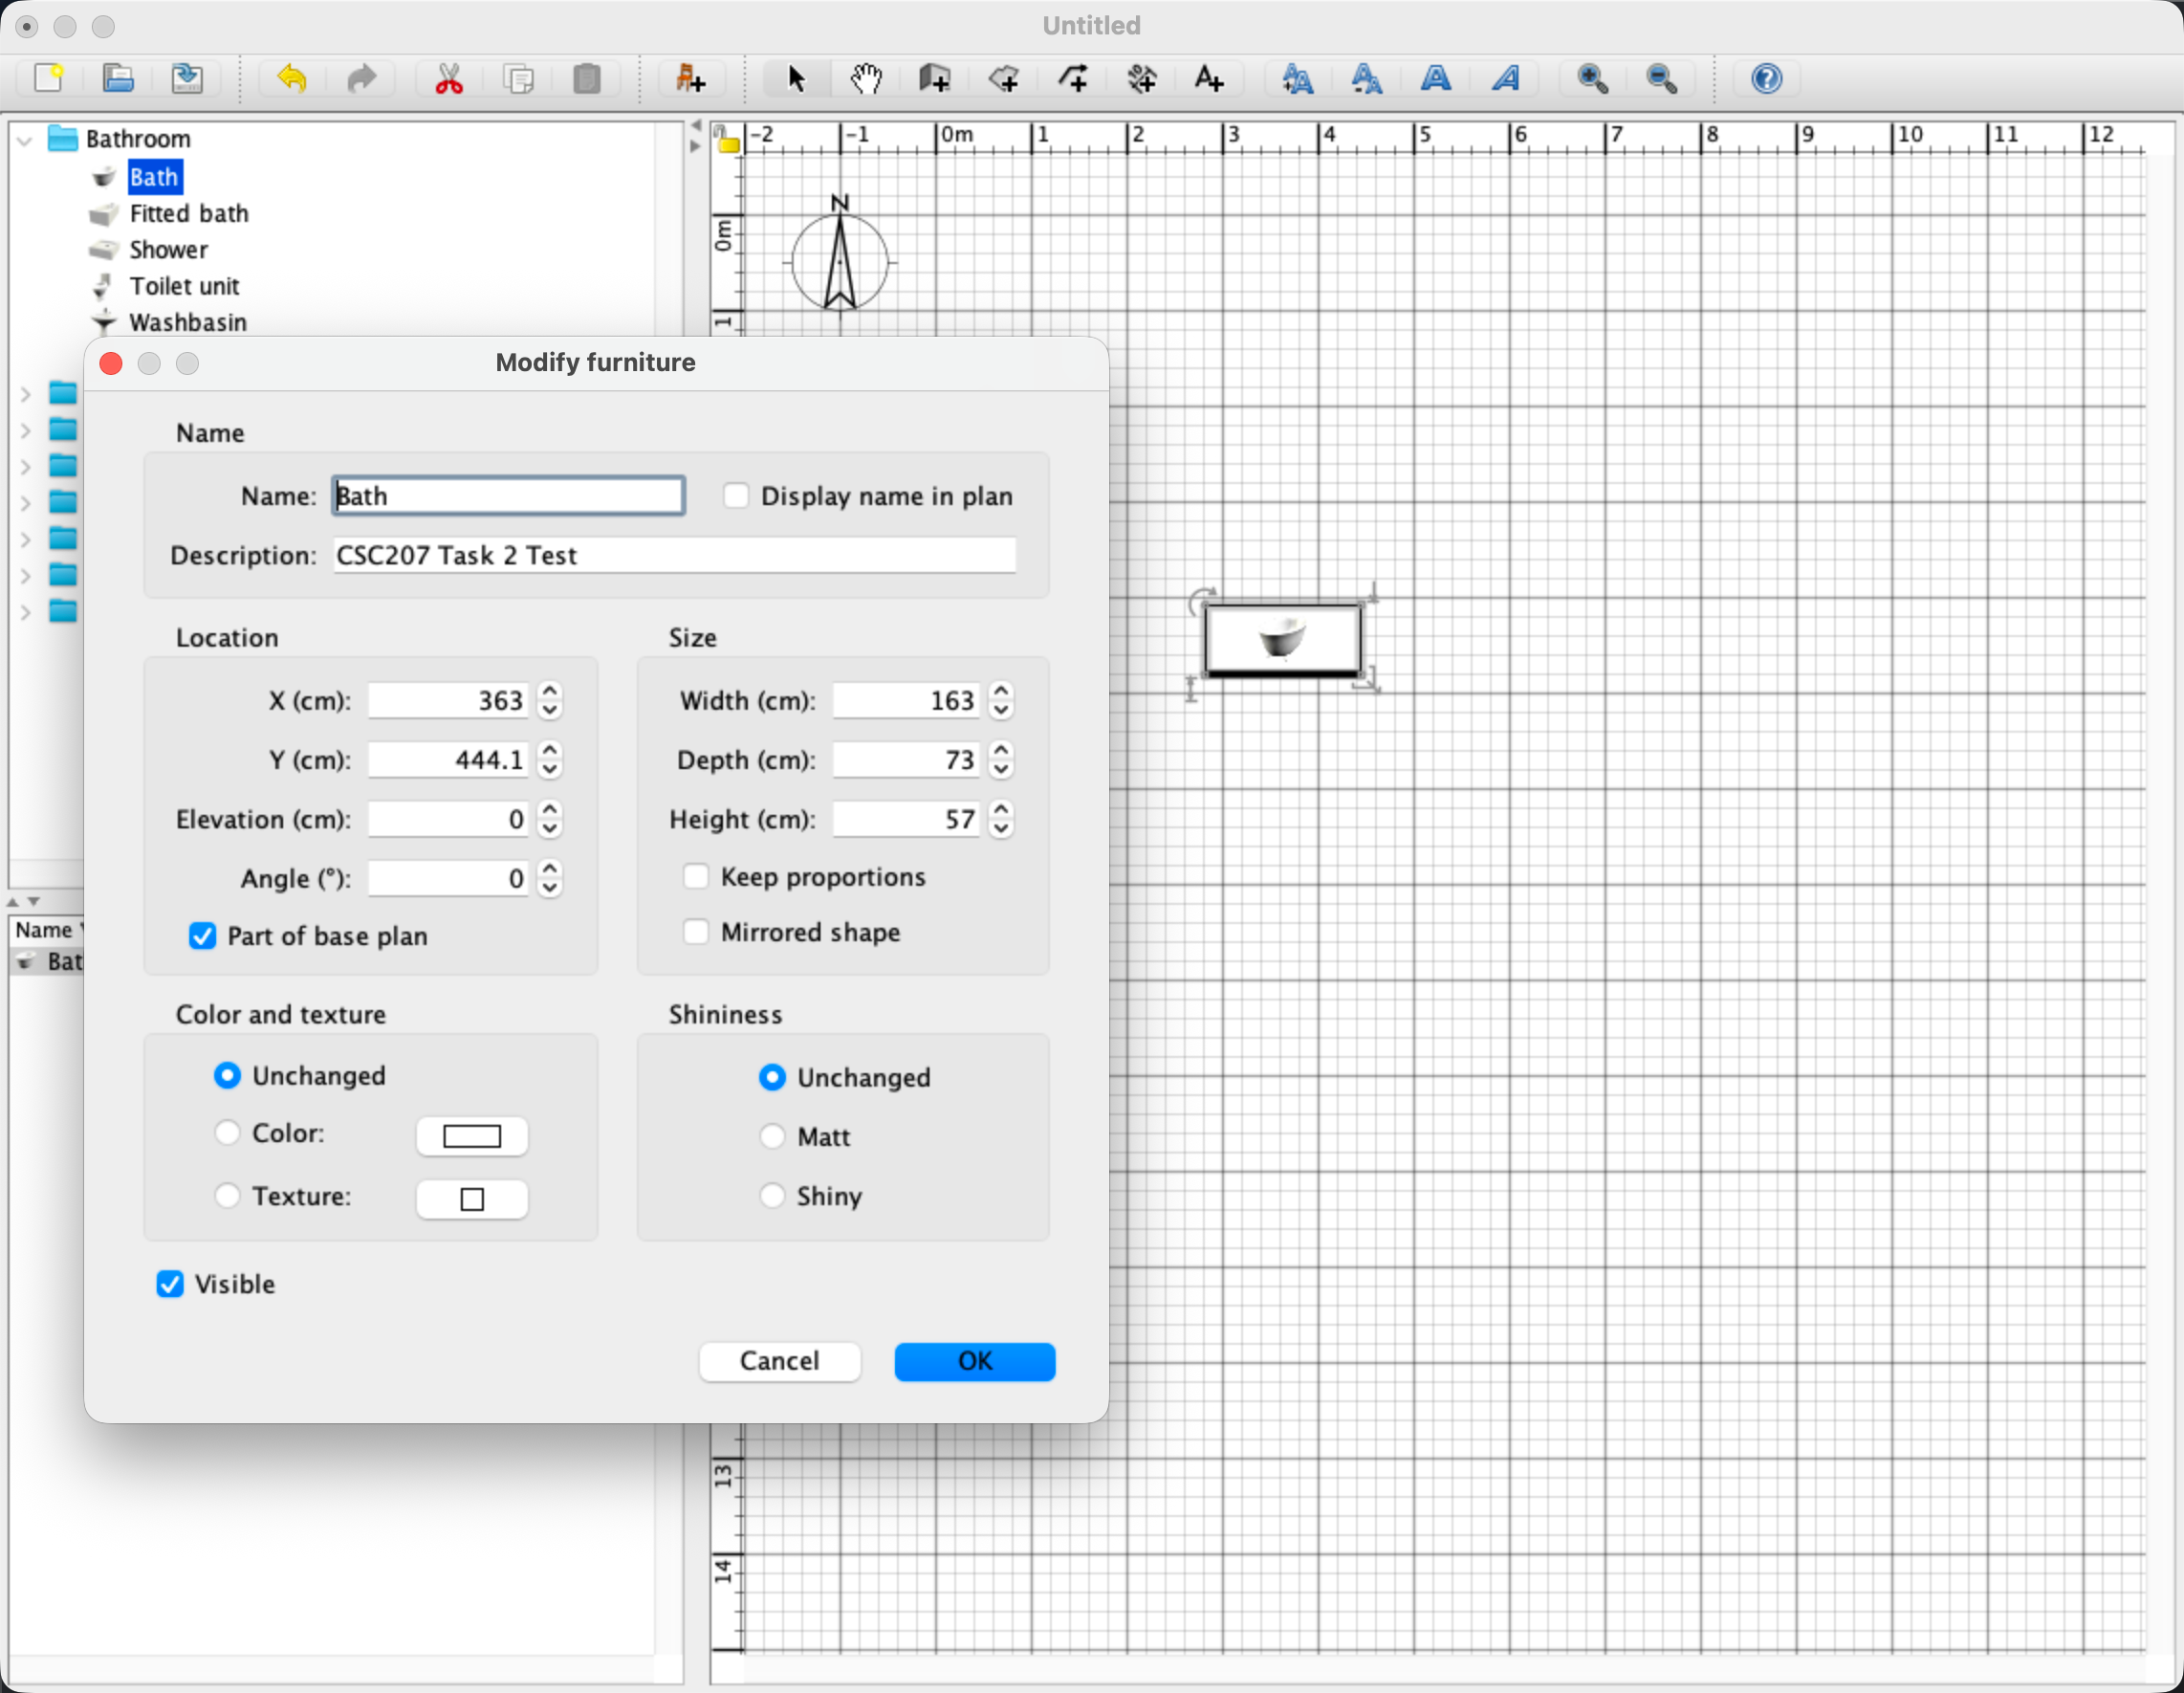 Untitled
Bathroom
Bath
Fitted bath
Shower
Toilet unit
Washbasin
-2 -1 0m 1 2 3 4 5 6 7 8 9 10 11 12
N
0m
1
Modify furniture
Name
Name: Bath Display name in plan
Description: CSC207 Task 2 Test
Location Size
X (cm): 363 Width (cm): 163
Y (cm): 444.1 Depth (cm): 73
Elevation (cm): 0 Height (cm): 57
Angle (°): 0 Keep proportions
Part of base plan Mirrored shape
Name
Bat
Color and texture Shininess
Unchanged Unchanged
Color: Matt
Texture: Shiny
Visible
Cancel OK
13
14